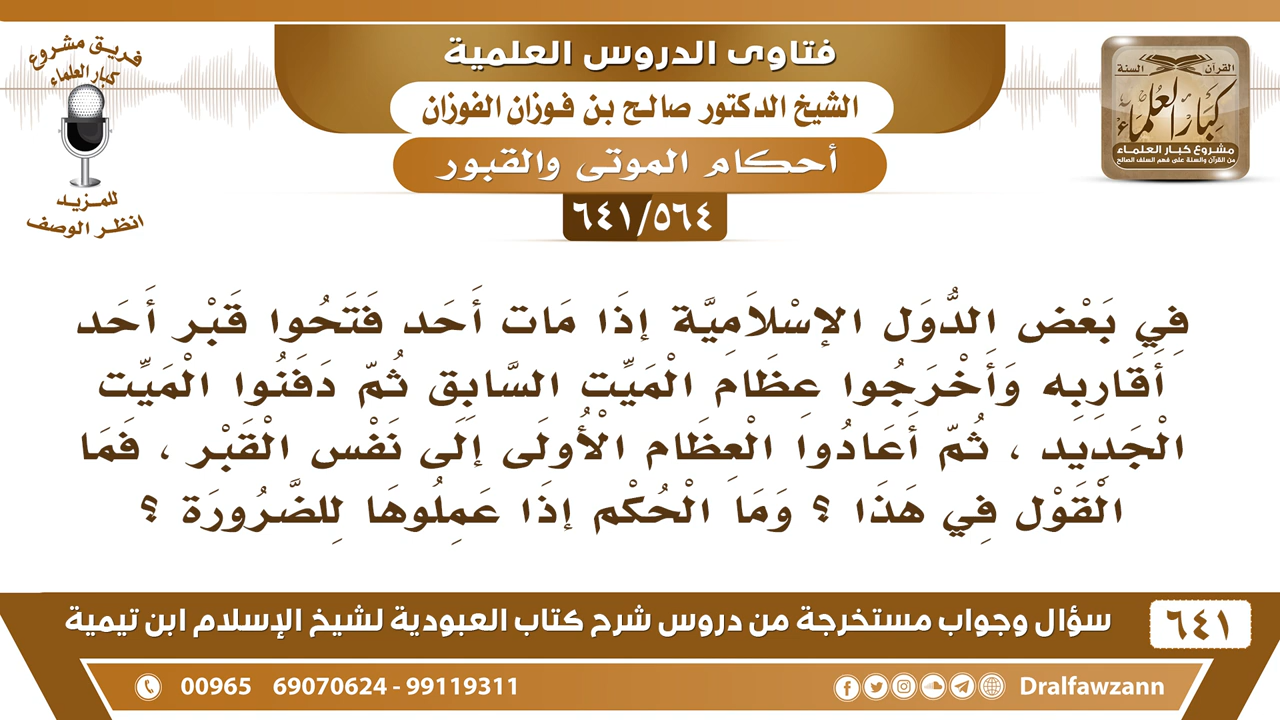 فتاوى الدروس العلمية
الشيخ الدكتور صالح بن فوزان الفوزان
أحكام الموتى والقبور
٦٤١/٥٦٤
فريق مشروع
كبار العلماء
للمزيد
انظر الوصف
القرآن السنة
كبار العلماء
مشروع كبار العلماء
من القرآن والسنة على فهم السلف الصالح
فِي بَعْضِ الدُّوَلِ الإِسْلَامِيَّة إِذَا مَات أَحَد فَتَحُوا قَبْر أَحَد
أَقَارِبِه وَأَخْرَجُوا عِظَام الْمَيِّت السَّابِق ثُمّ دَفَنُوا الْمَيِّت
الْجَدِيد ، ثُمّ أَعَادُوا الْعِظَام الْأُولَى إِلَى نَفْس الْقَبْر ، فَمَا
الْقَوْل فِي هَذَا ؟ وَمَا الْحُكْم إِذَا عَمِلُوهَا لِلضَّرُورَة ؟
٦٤١ سؤال وجواب مستخرجة من دروس شرح كتاب العبودية لشيخ الإسلام ابن تيمية
00965 69070624 - 99119311
Dralfawzann